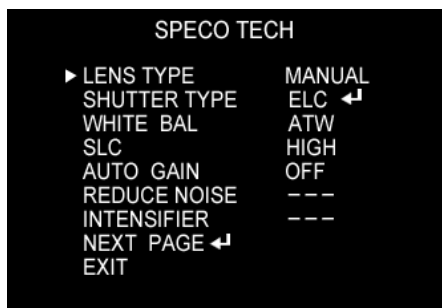 SPECO TECH
▶ LENS TYPE MANUAL
SHUTTER TYPE ELC ↵
WHITE BAL ATW
SLC HIGH
AUTO GAIN OFF
REDUCE NOISE ---
INTENSIFIER ---
NEXT PAGE ↵
EXIT